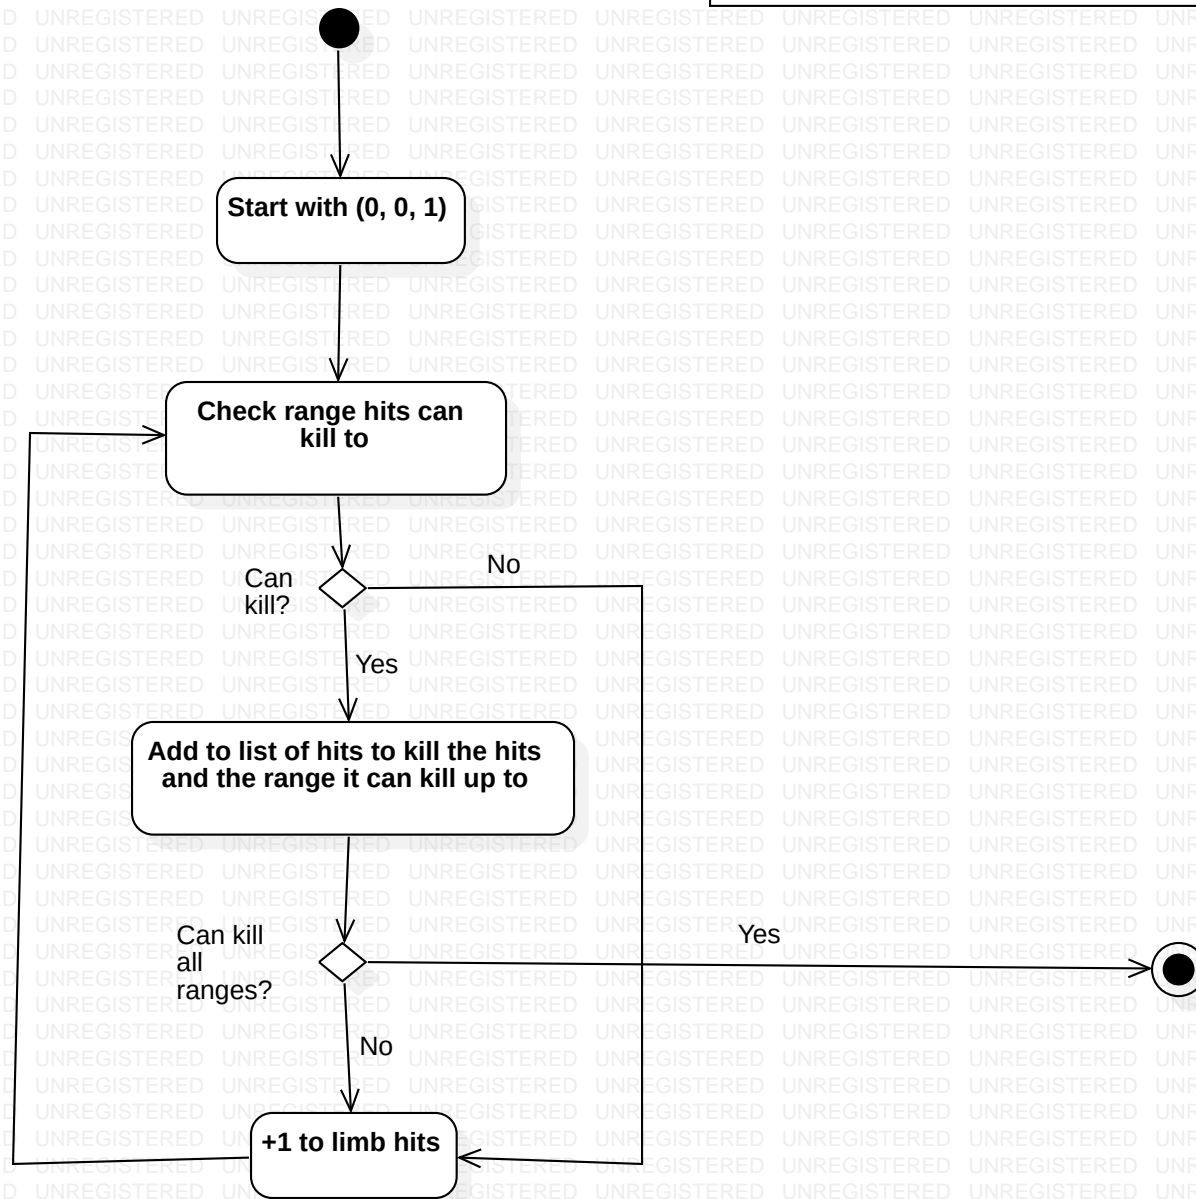 Start with (0, 0, 1)
Check range hits can
kill to
Can
kill?
No
Yes
Add to list of hits to kill the hits
and the range it can kill up to
Can kill
all
ranges?
Yes
No
+1 to limb hits
UNREGISTERED